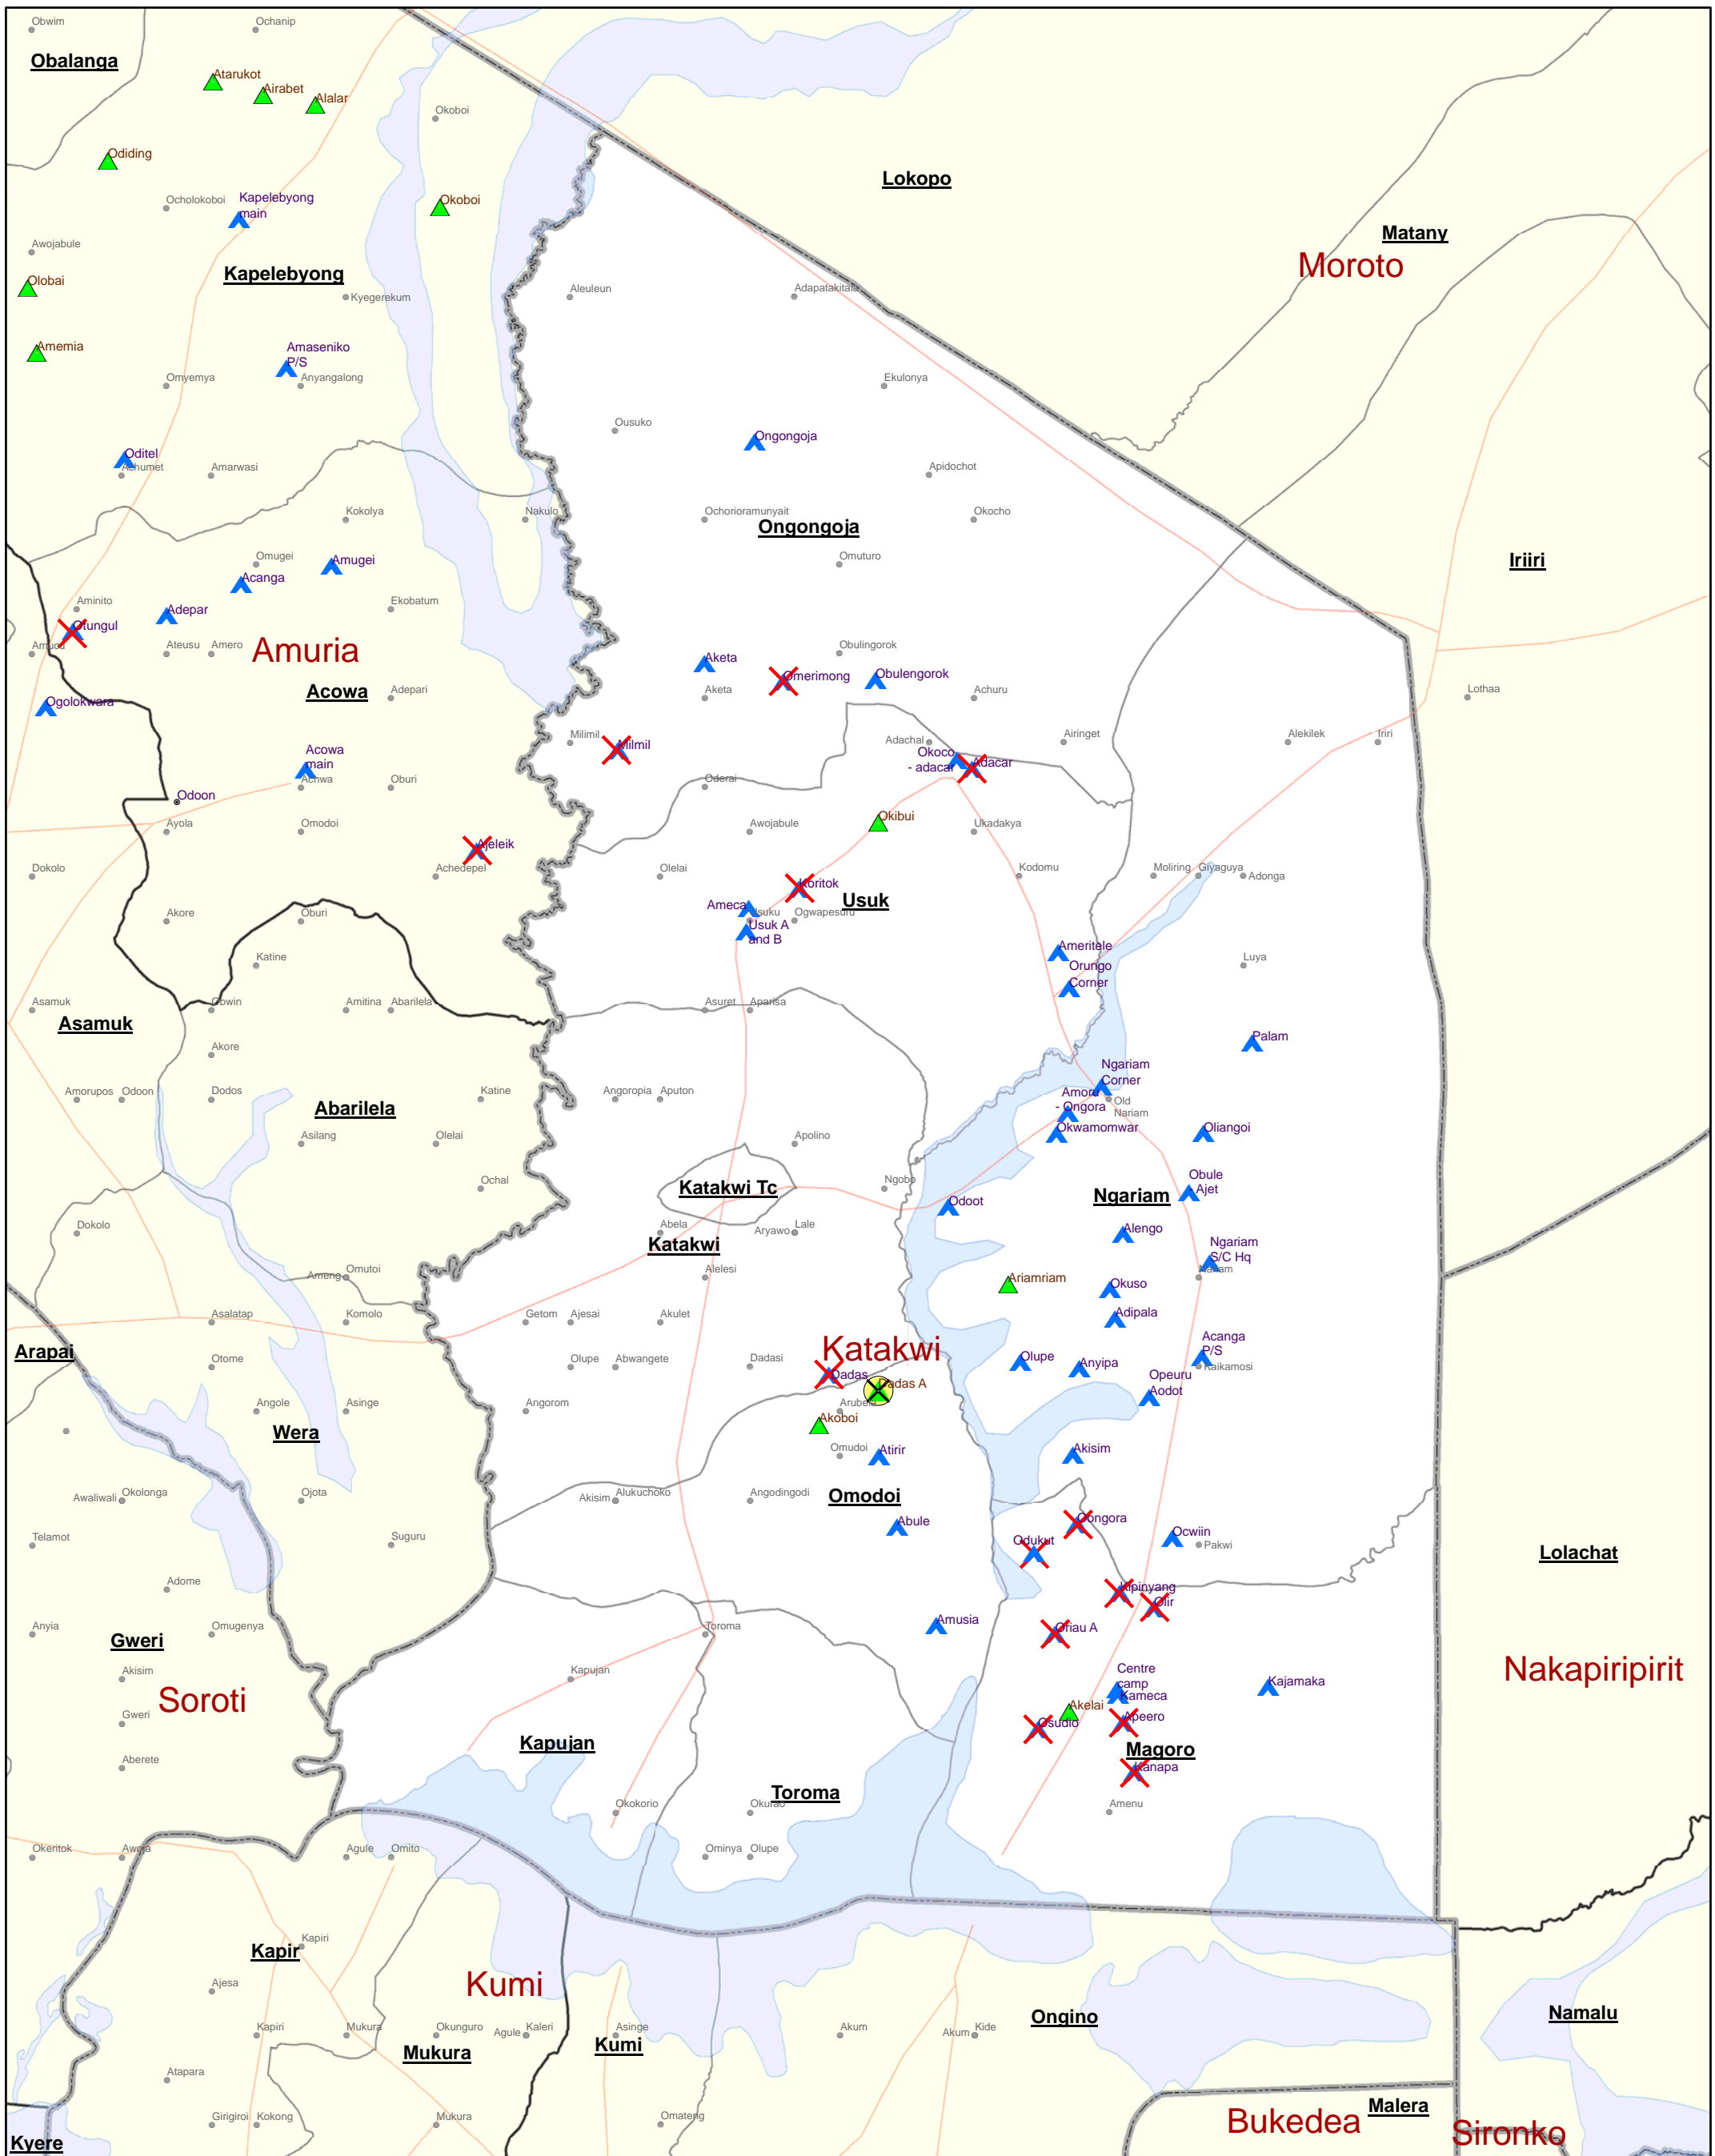 Obwim
Ochanip
Obalanga
Atarukot
Airabet
Alalar
Okoboi
Odiding
Lokopo
Ocholokoboi
Kapelebyong
main
Okoboi
Matany
Awojabule
Moroto
Kapelebyong
Olobai
Kyegerekum
Aleuleun
Adapatakitala
Amemia
Amaseniko
P/S
Omyemya
Anyangalong
Ekulonya
Ousuko
Ongongoja
Oditel
Achumet
Amarwasi
Apidochot
Kokolya
Nakulo
Ochorioramunyait
Okocho
Ongongoja
Omugei
Amugei
Omuturo
Iriiri
Acanga
Aminito
Adepar
Ekobatum
Otungul
Amucu
Ateusu
Amero
Amuria
Obulingorok
Aketa
Omerimong
Obulengorok
Acowa
Adepari
Aketa
Achuru
Lothaa
Ogolokwara
Milimil
Milmil
Adachal
Airinget
Alekilek
Iriri
Acowa
main
Okoco
- adacar
Adacar
Achwa
Oburi
Oderai
Odoon
Ayola
Omodoi
Awojabule
Okibui
Ukadakya
Ajeleik
Dokolo
Achedepel
Olelai
Koritok
Kodomu
Moliring
Giyaguya
Adonga
Usuk
Ameca
Akore
Oburi
Usuku
Ogwapesuru
Usuk A
and B
Ameritele
Katine
Orungo
Corner
Luya
Asamuk
Obwin
Amitina
Abarilela
Asuret
Aparisa
Asamuk
Palam
Akore
Ngariam
Corner
Amorupos
Odoon
Dodos
Katine
Angoropia
Aputon
Amoru
- Ongora
Old
Nariam
Abarilela
Okwamomwar
Oliangoi
Asilang
Olelai
Apolino
Obule
Ajet
Ochal
Katakwi Tc
Ngobo
Ngariam
Odoot
Dokolo
Abela
Aryawo
Lale
Alengo
Katakwi
Ngariam
S/C Hq
Ameng
Omutoi
Alelesi
Ariamriam
Nariam
Okuso
Asalatap
Komolo
Getom
Ajesai
Akulet
Adipala
Arapai
Katakwi
Acanga
P/S
Otome
Olupe
Abwangete
Dadasi
Olupe
Anyipa
Kaikamosi
Dadas
Dadas A
Opeuru
Aodot
Angole
Asinge
Angorom
Arubela
Akoboi
Wera
Omudoi
Atirir
Akisim
Awaliwali
Okolonga
Ojota
Akisim
Alukuchoko
Angodingodi
Omodoi
Abule
Oongora
Telamot
Suguru
Odukut
Ocwiin
Pakwi
Lolachat
Adome
Kipinyang
Olir
Anyia
Omugenya
Toroma
Amusia
Oriau A
Gweri
Akisim
Kapujan
Centre
camp
Kajamaka
Nakapiripirit
Soroti
Kameca
Gweri
Akelai
Apeero
Osudio
Kapujan
Magoro
Aberete
Kanapa
Toroma
Okokorio
Okurao
Amenu
Okeritok
Awoja
Agule
Omito
Ominya
Olupe
Kapir
Kapiri
Kumi
Ajesa
Ongino
Namalu
Kapiri
Mukura
Okunguro
Agule
Kaleri
Asinge
Akum
Akum
Kide
Mukura
Kumi
Atapara
Bukedea
Malera
Girigiroi
Kokong
Mukura
Omateng
Sironko
Kyere